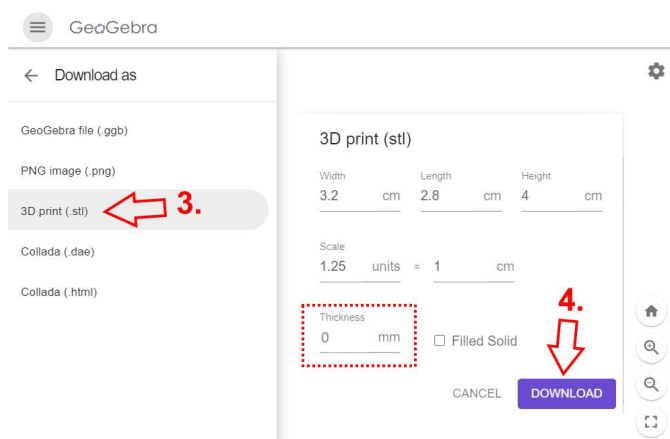 GeoGebra
Download as
GeoGebra file (.ggb)
PNG image (.png)
3D print (.stl)
3.
Collada (.dae)
Collada (.html)
3D print (stl)
Width Length Height
3.2 cm 2.8 cm 4 cm
Scale
1.25 units = 1 cm
4.
Thickness
0 mm
Filled Solid
CANCEL DOWNLOAD